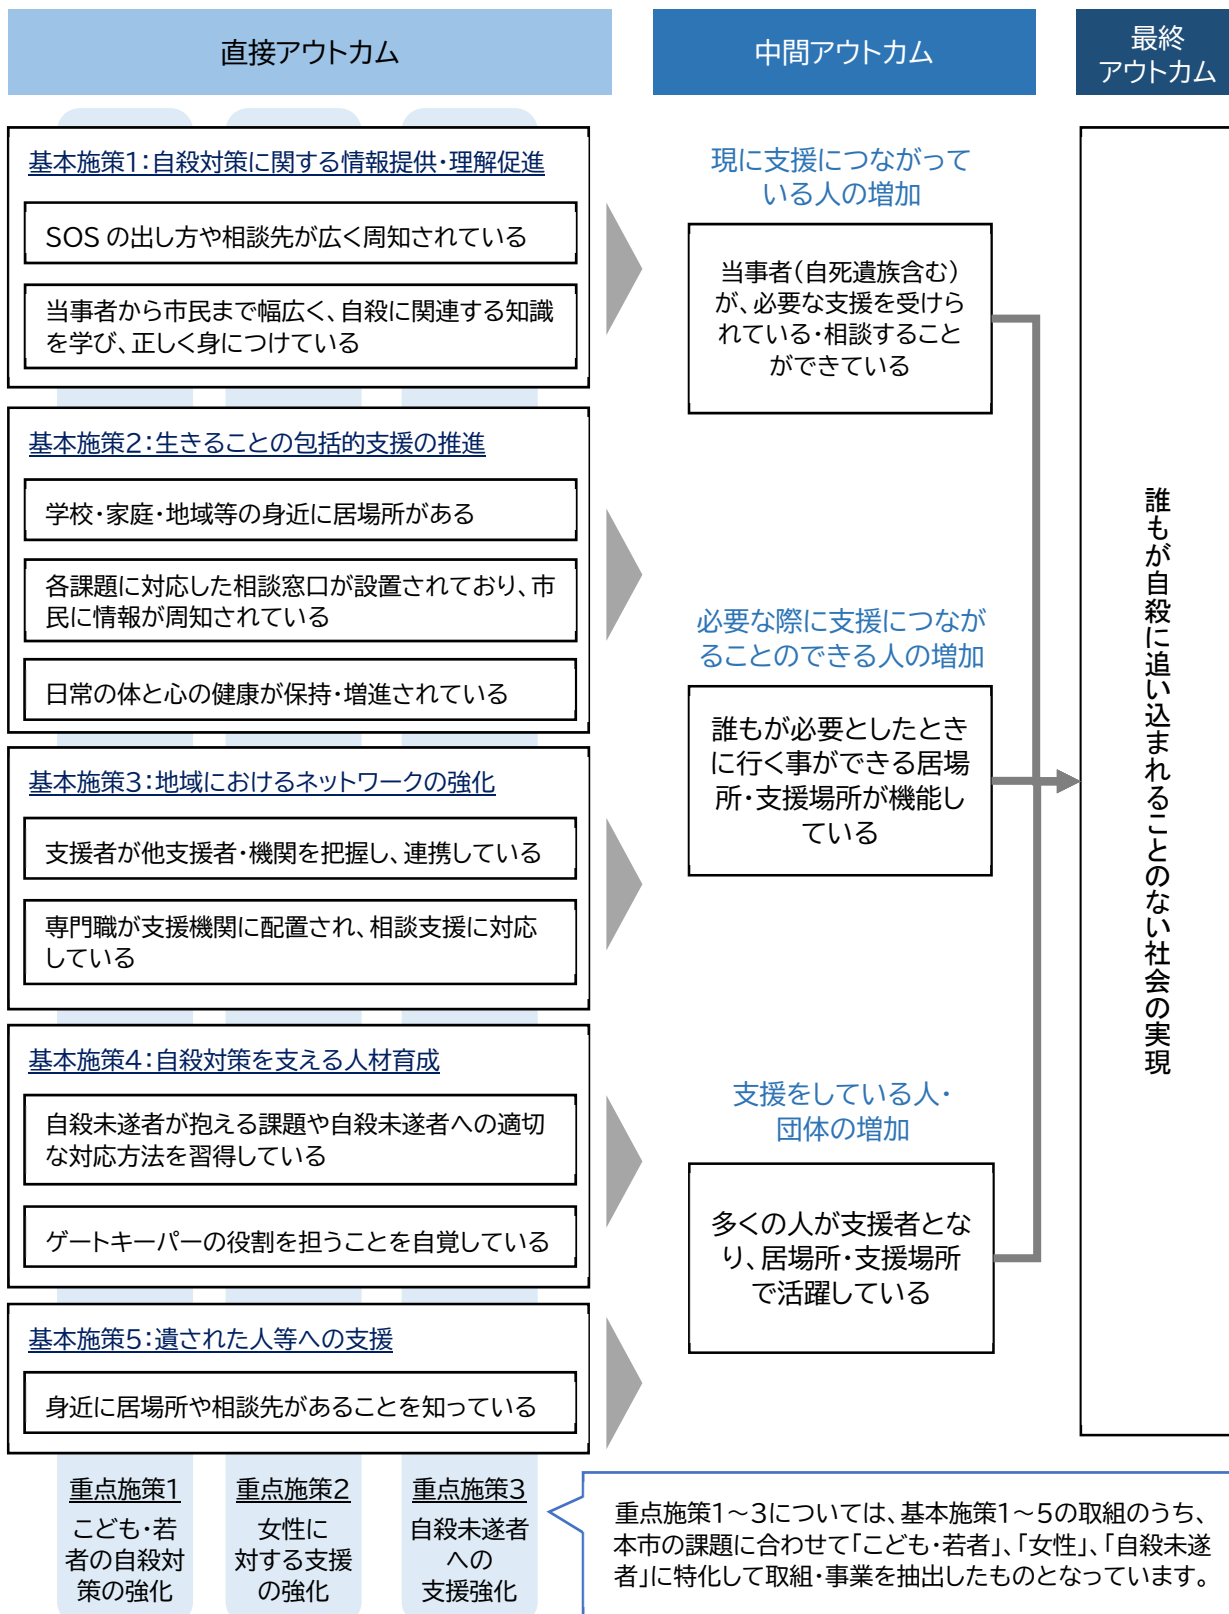 直接アウトカム
中間アウトカム
最終
アウトカム
基本施策1:自殺対策に関する情報提供・理解促進
SOSの出し方や相談先が広く周知されている
当事者から市民まで幅広く、自殺に関連する知識
を学び、正しく身につけている
基本施策2:生きることの包括的支援の推進
学校・家庭・地域等の身近に居場所がある
各課題に対応した相談窓口が設置されており、市
民に情報が周知されている
日常の体と心の健康が保持・増進されている
基本施策3:地域におけるネットワークの強化
支援者が他支援者・機関を把握し、連携している
専門職が支援機関に配置され、相談支援に対応
している
基本施策4:自殺対策を支える人材育成
自殺未遂者が抱える課題や自殺未遂者への適切
な対応方法を習得している
ゲートキーパーの役割を担うことを自覚している
基本施策5:遺された人等への支援
身近に居場所や相談先があることを知っている
現に支援につながって
いる人の増加
当事者(自死遺族含む)
が、必要な支援を受けら
れている・相談すること
ができている
必要な際に支援につなが
ることのできる人の増加
誰もが必要としたとき
に行く事ができる居場
所・支援場所が機能し
ている
支援をしている人・
団体の増加
多くの人が支援者とな
り、居場所・支援場所
で活躍している
誰もが自殺に追い込まれることのない社会の実現
重点施策1
こども・若
者の自殺対
策の強化
重点施策2
女性に
対する支援
の強化
重点施策3
自殺未遂者
への
支援強化
重点施策1~3については、基本施策1~5の取組のうち、
本市の課題に合わせて「こども・若者」、「女性」、「自殺未遂
者」に特化して取組・事業を抽出したものとなっています。